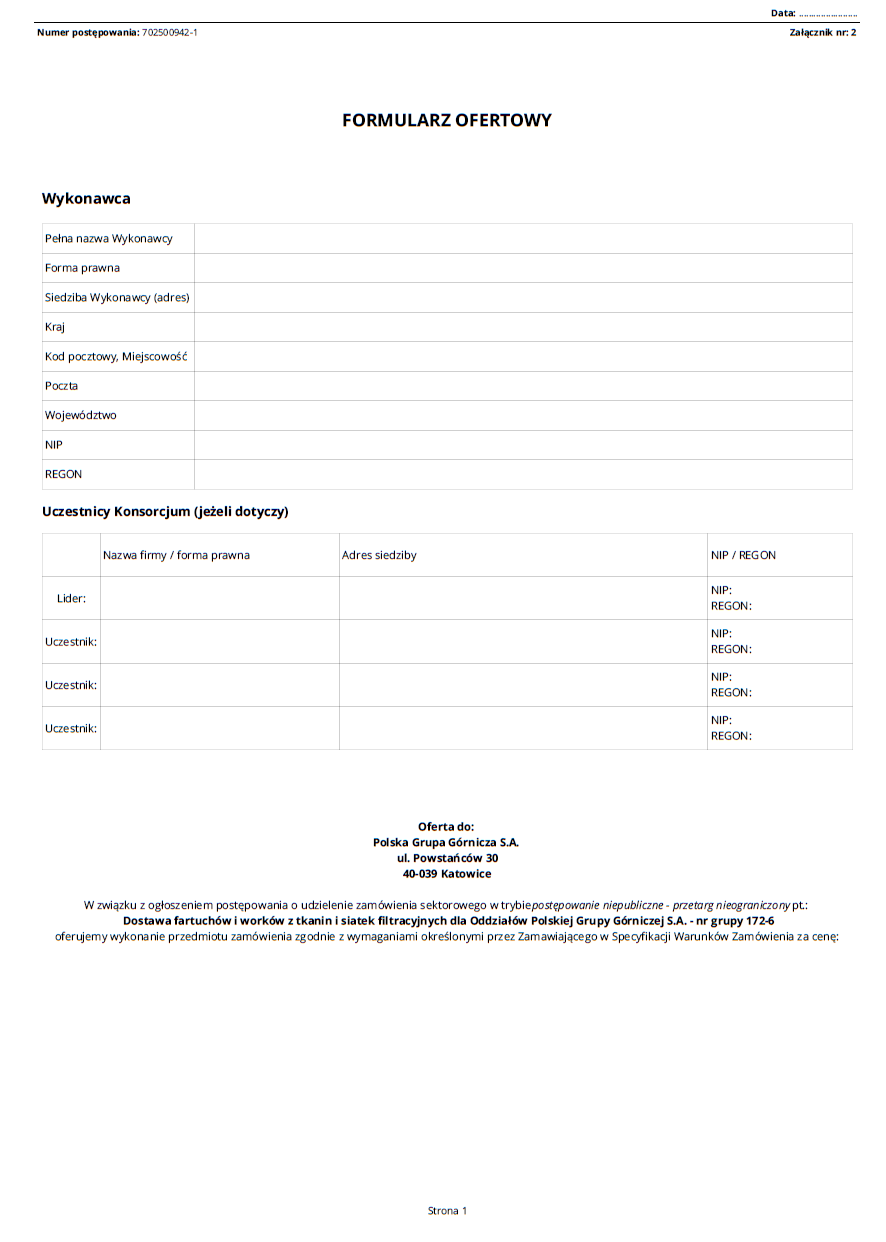 Data: ........................
Numer postępowania: 702500942-1
Załącznik nr: 2
FORMULARZ OFERTOWY
Wykonawca
Pełna nazwa Wykonawcy
Forma prawna
Siedziba Wykonawcy (adres)
Kraj
Kod pocztowy, Miejscowość
Poczta
Województwo
NIP
REGON
Uczestnicy Konsorcjum (jeżeli dotyczy)
Nazwa firmy / forma prawna
Adres siedziby
NIP / REGON
Lider:
NIP:
REGON:
Uczestnik:
NIP:
REGON:
Uczestnik:
NIP:
REGON:
Uczestnik:
NIP:
REGON:
Oferta do:
Polska Grupa Górnicza S.A.
ul. Powstańców 30
40-039 Katowice
W związku z ogłoszeniem postępowania o udzielenie zamówienia sektorowego w trybie postępowanie niepubliczne - przetarg nieograniczony pt.:
Dostawa fartuchów i worków z tkanin i siatek filtracyjnych dla Oddziałów Polskiej Grupy Górniczej S.A. - nr grupy 172-6
oferujemy wykonanie przedmiotu zamówienia zgodnie z wymaganiami określonymi przez Zamawiającego w Specyfikacji Warunków Zamówienia za cenę:
Strona 1